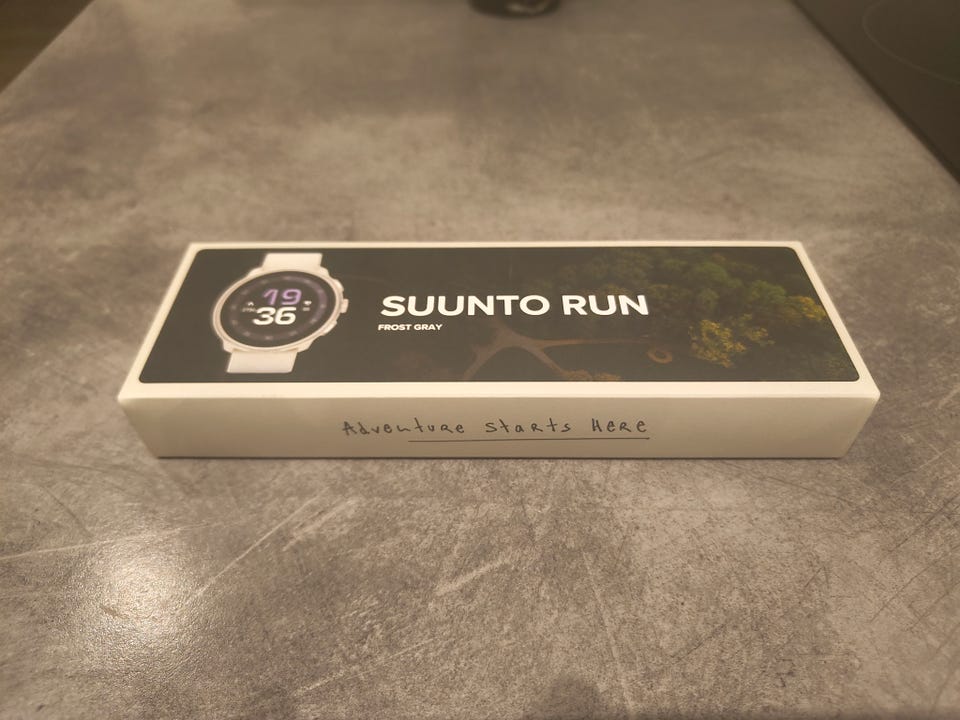 19
36
SUUNTO RUN
FROST GRAY
Adventure Starts Here